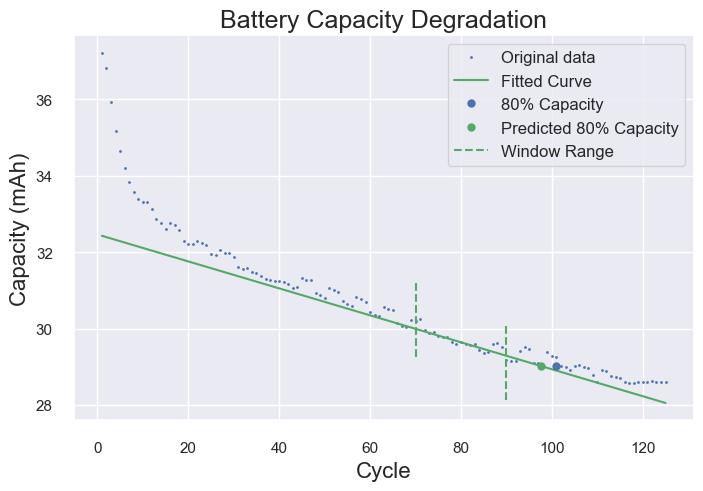 Battery Capacity Degradation
Original data
Fitted Curve
80% Capacity
Predicted 80% Capacity
Window Range
Capacity (mAh)
36
34
32
30
28
0 20 40 60 80 100 120
Cycle